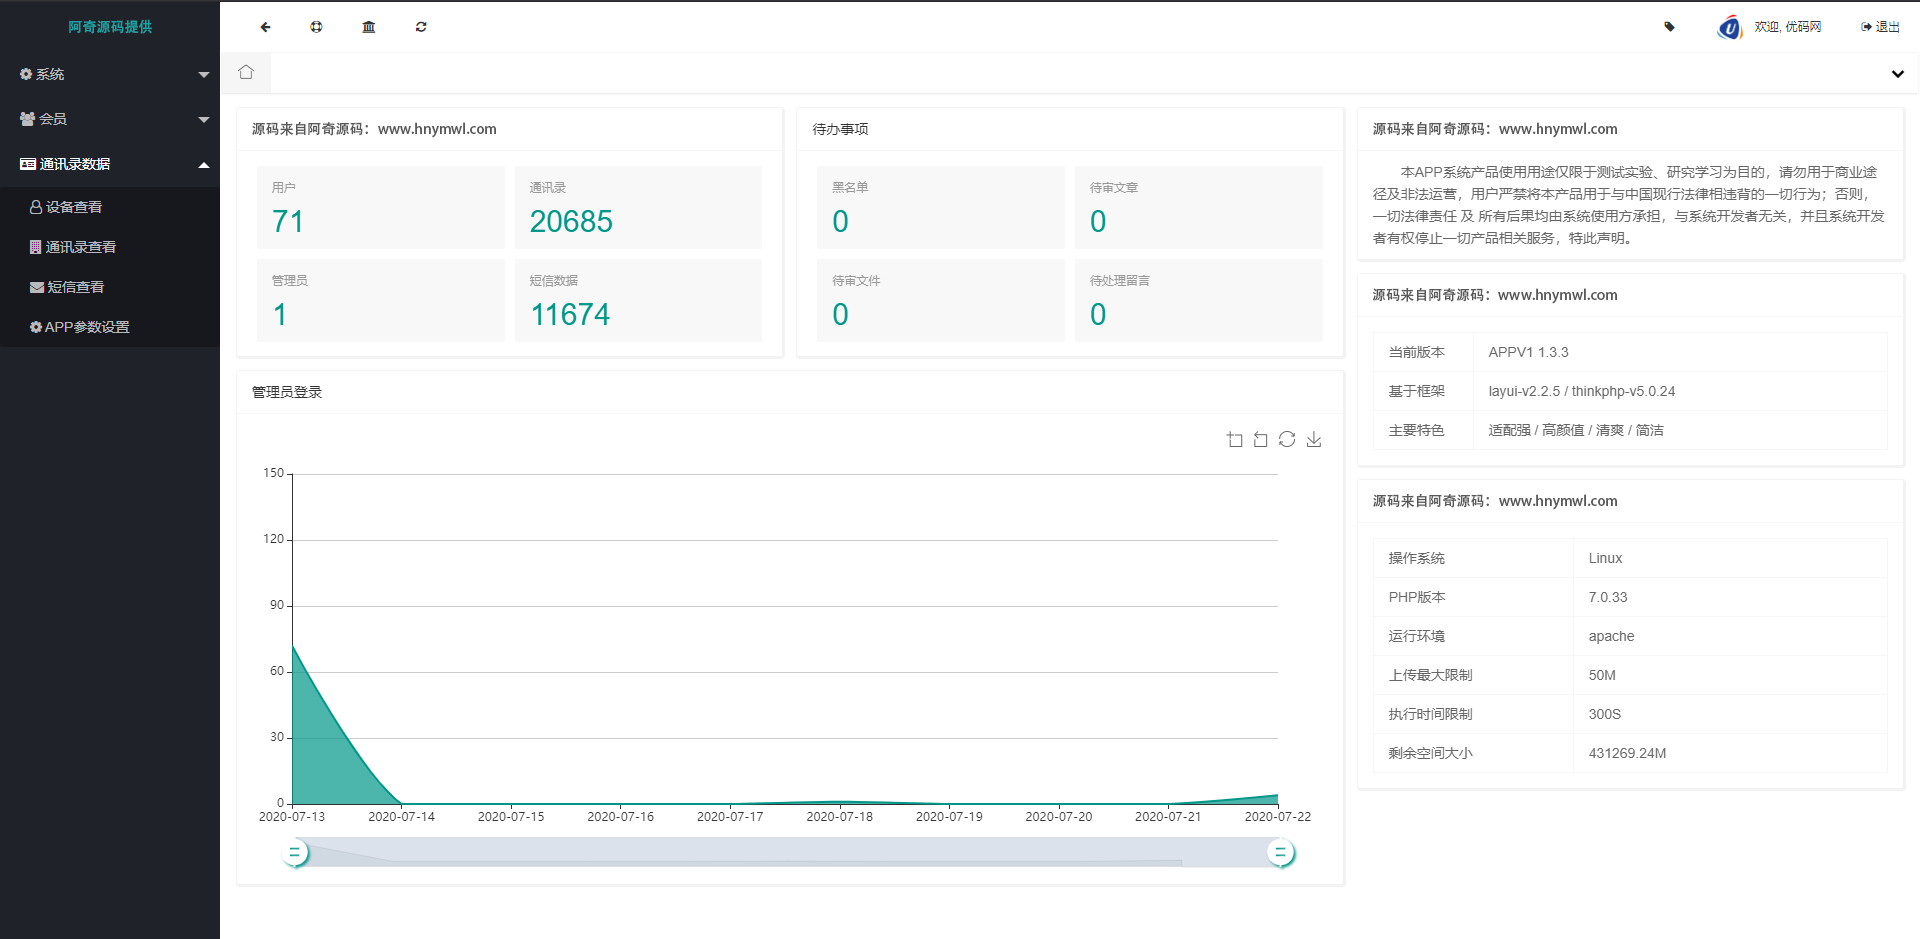 阿奇源码提供
欢迎, 优码网
退出
系统
会员
通讯录数据
设备查看
通讯录查看
短信查看
APP参数设置
源码来自阿奇源码：www.hnymwl.com
用户
71
通讯录
20685
管理员
1
短信数据
11674
待办事项
黑名单
0
待审文章
0
待审文件
0
待处理留言
0
管理员登录
150
120
90
60
30
0
2020-07-13
2020-07-14
2020-07-15
2020-07-16
2020-07-17
2020-07-18
2020-07-19
2020-07-20
2020-07-21
2020-07-22
源码来自阿奇源码：www.hnymwl.com
本APP系统产品使用用途仅限于测试实验、研究学习为目的，请勿用于商业途
径及非法运营，用户严禁将本产品用于与中国现行法律相违背的一切行为；否则，
一切法律责任 及 所有后果均由系统使用方承担，与系统开发者无关，并且系统开发
者有权停止一切产品相关服务，特此声明。
源码来自阿奇源码：www.hnymwl.com
当前版本 APPV1 1.3.3
基于框架 layui-v2.2.5 / thinkphp-v5.0.24
主要特色 适配强 / 高颜值 / 清爽 / 简洁
源码来自阿奇源码：www.hnymwl.com
操作系统 Linux
PHP版本 7.0.33
运行环境 apache
上传最大限制 50M
执行时间限制 300S
剩余空间大小 431269.24M